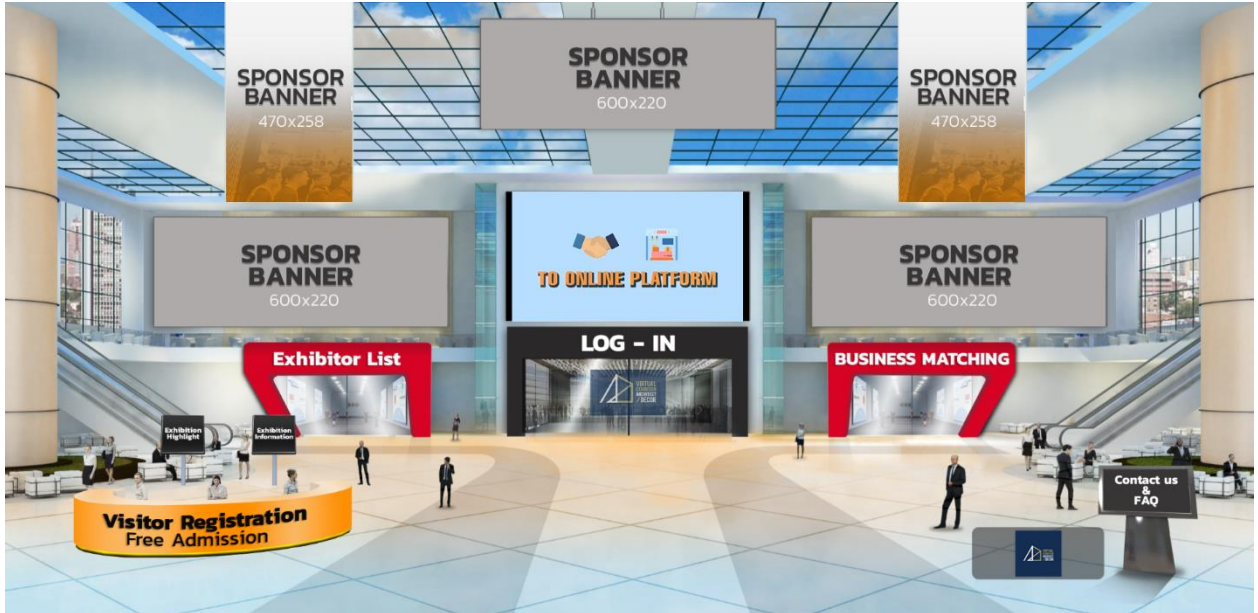 SPONSOR
BANNER
470x258
SPONSOR
BANNER
600x220
SPONSOR
BANNER
470x258
SPONSOR
BANNER
600x220
TO ONLINE PLATFORM
SPONSOR
BANNER
600x220
Exhibitor List
LOG - IN
BUSINESS MATCHING
VIRTUAL
Exhibition
Highlight
Exhibition
Information
Visitor Registration
Free Admission
Contact us
&
FAQ